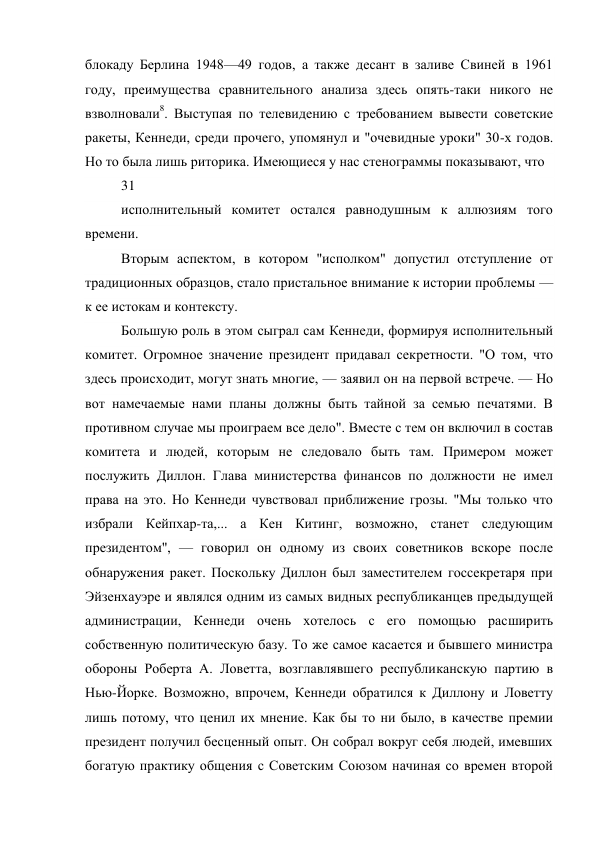 блокаду Берлина 1948—49 годов, а также десант в заливе Свиней в 1961
году, преимущества сравнительного анализа здесь опять-таки никого не
взволновали8. Выступая по телевидению с требованием вывести советские
ракеты, Кеннеди, среди прочего, упомянул и "очевидные уроки" 30-х годов.
Но то была лишь риторика. Имеющиеся у нас стенограммы показывают, что
31
исполнительный комитет остался равнодушным к аллюзиям того
времени.
Вторым аспектом, в котором "исполком" допустил отступление от
традиционных образцов, стало пристальное внимание к истории проблемы —
к ее истокам и контексту.
Большую роль в этом сыграл сам Кеннеди, формируя исполнительный
комитет. Огромное значение президент придавал секретности. "О том, что
здесь происходит, могут знать многие, — заявил он на первой встрече. — Но
вот намечаемые нами планы должны быть тайной за семью печатями. В
противном случае мы проиграем все дело". Вместе с тем он включил в состав
комитета и людей, которым не следовало быть там. Примером может
послужить Диллон. Глава министерства финансов по должности не имел
права на это. Но Кеннеди чувствовал приближение грозы. "Мы только что
избрали Кейпхар-та,... а Кен Китинг, возможно, станет следующим
президентом", — говорил он одному из своих советников вскоре после
обнаружения ракет. Поскольку Диллон был заместителем госсекретаря при
Эйзенхауэре и являлся одним из самых видных республиканцев предыдущей
администрации, Кеннеди очень хотелось с его помощью расширить
собственную политическую базу. То же самое касается и бывшего министра
обороны Роберта А. Ловетта, возглавлявшего республиканскую партию в
Нью-Йорке. Возможно, впрочем, Кеннеди обратился к Диллону и Ловетту
лишь потому, что ценил их мнение. Как бы то ни было, в качестве премии
президент получил бесценный опыт. Он собрал вокруг себя людей, имевших
богатую практику общения с Советским Союзом начиная со времен второй